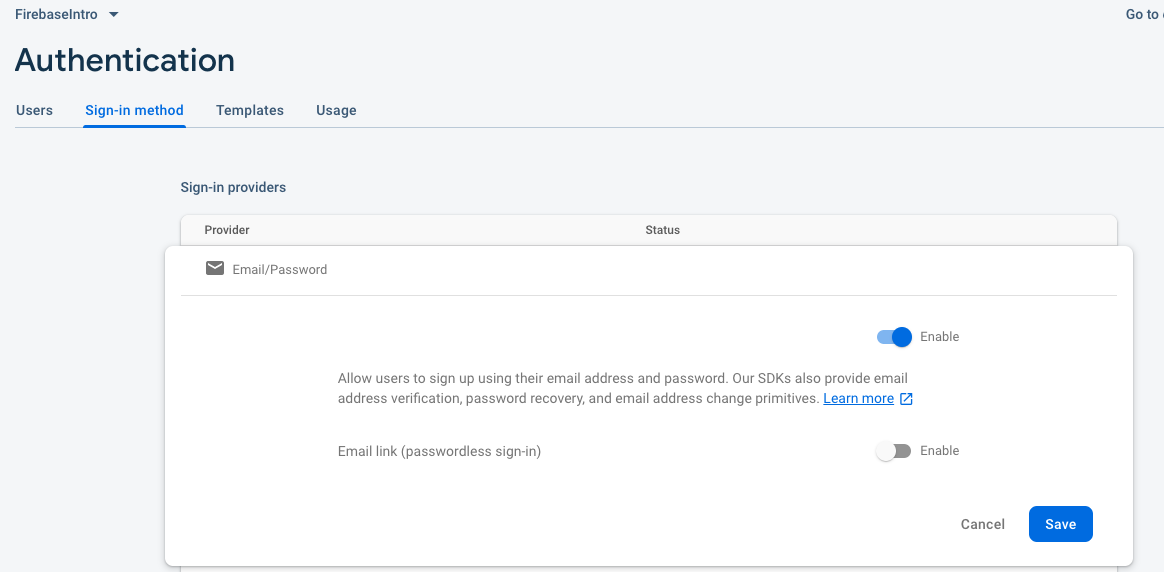 FirebaseIntro
Go to
Authentication
Users Sign-in method Templates Usage
Sign-in providers
Provider Status
Email/Password
Enable
Allow users to sign up using their email address and password. Our SDKs also provide email
address verification, password recovery, and email address change primitives. Learn more
Email link (passwordless sign-in) Enable
Cancel Save